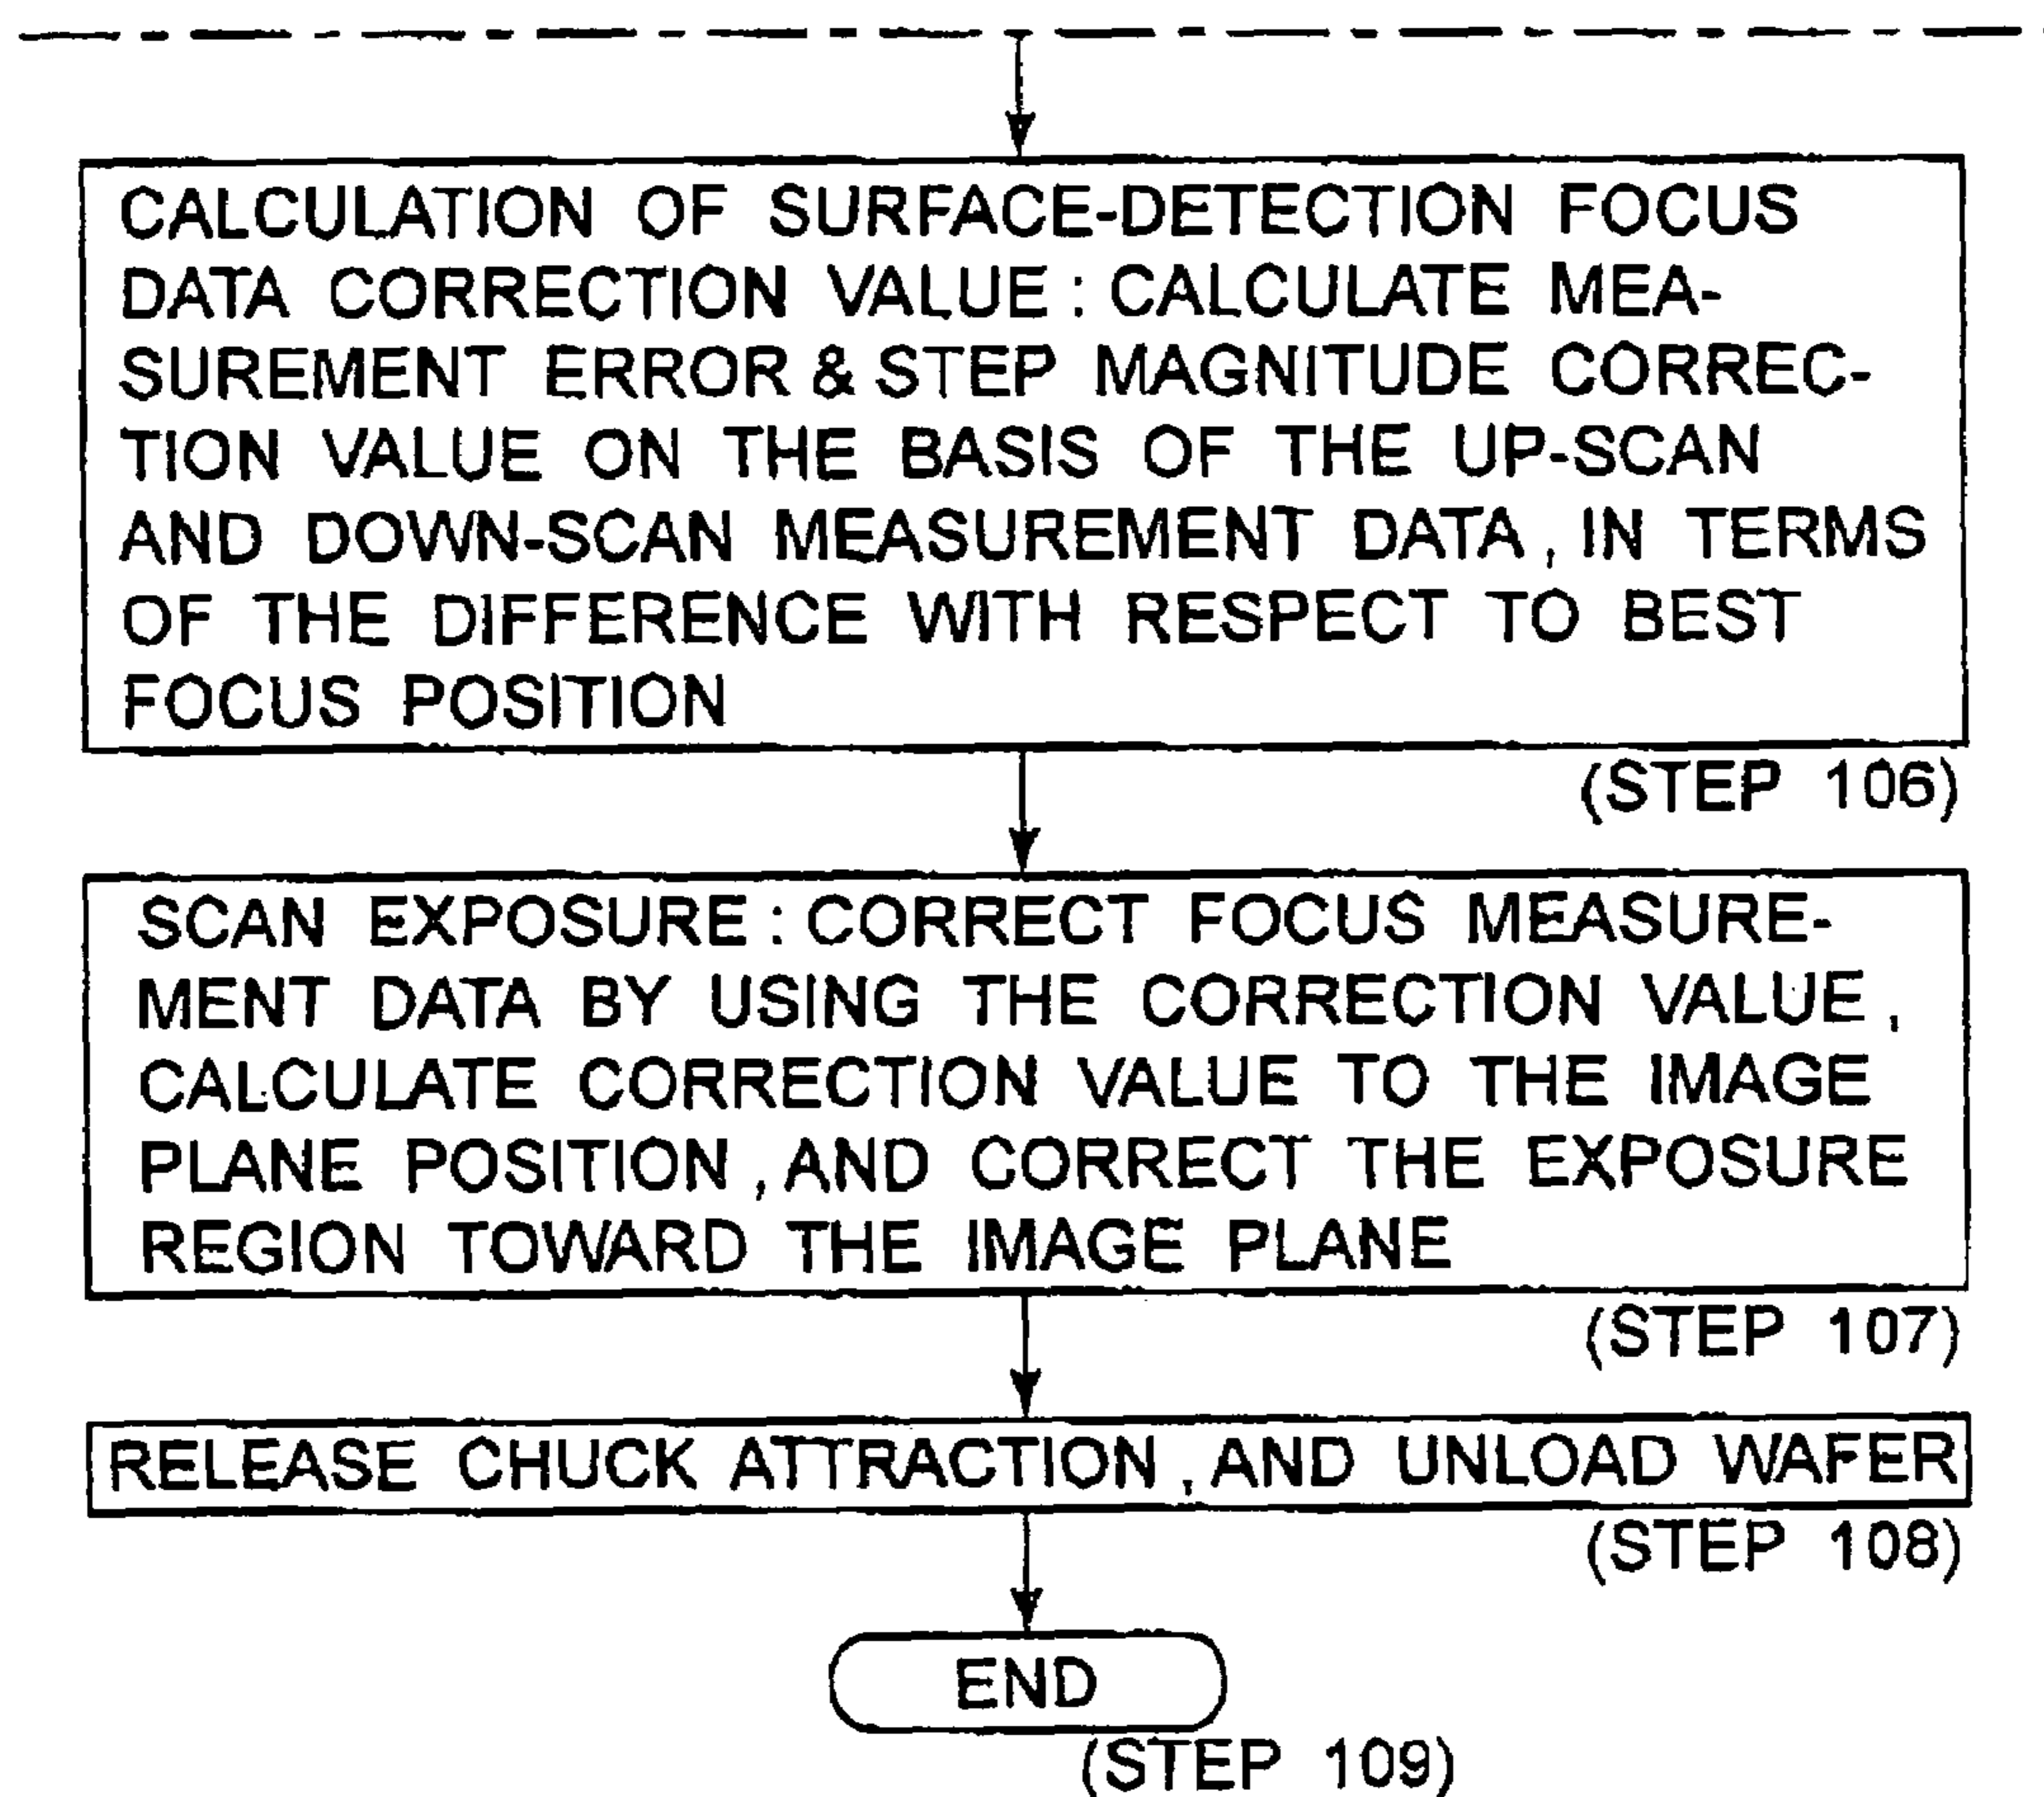 CALCULATION OF SURFACE-DETECTION FOCUS
DATA CORRECTION VALUE : CALCULATE MEA-
SUREMENT ERROR & STEP MAGNITUDE CORREC-
TION VALUE ON THE BASIS OF THE UP-SCAN
AND DOWN-SCAN MEASUREMENT DATA, IN TERMS
OF THE DIFFERENCE WITH RESPECT TO BEST
FOCUS POSITION
(STEP 106)
SCAN EXPOSURE : CORRECT FOCUS MEASURE-
MENT DATA BY USING THE CORRECTION VALUE,
CALCULATE CORRECTION VALUE TO THE IMAGE
PLANE POSITION, AND CORRECT THE EXPOSURE
REGION TOWARD THE IMAGE PLANE
(STEP 107)
RELEASE CHUCK ATTRACTION, AND UNLOAD WAFER
(STEP 108)
END
(STEP 109)